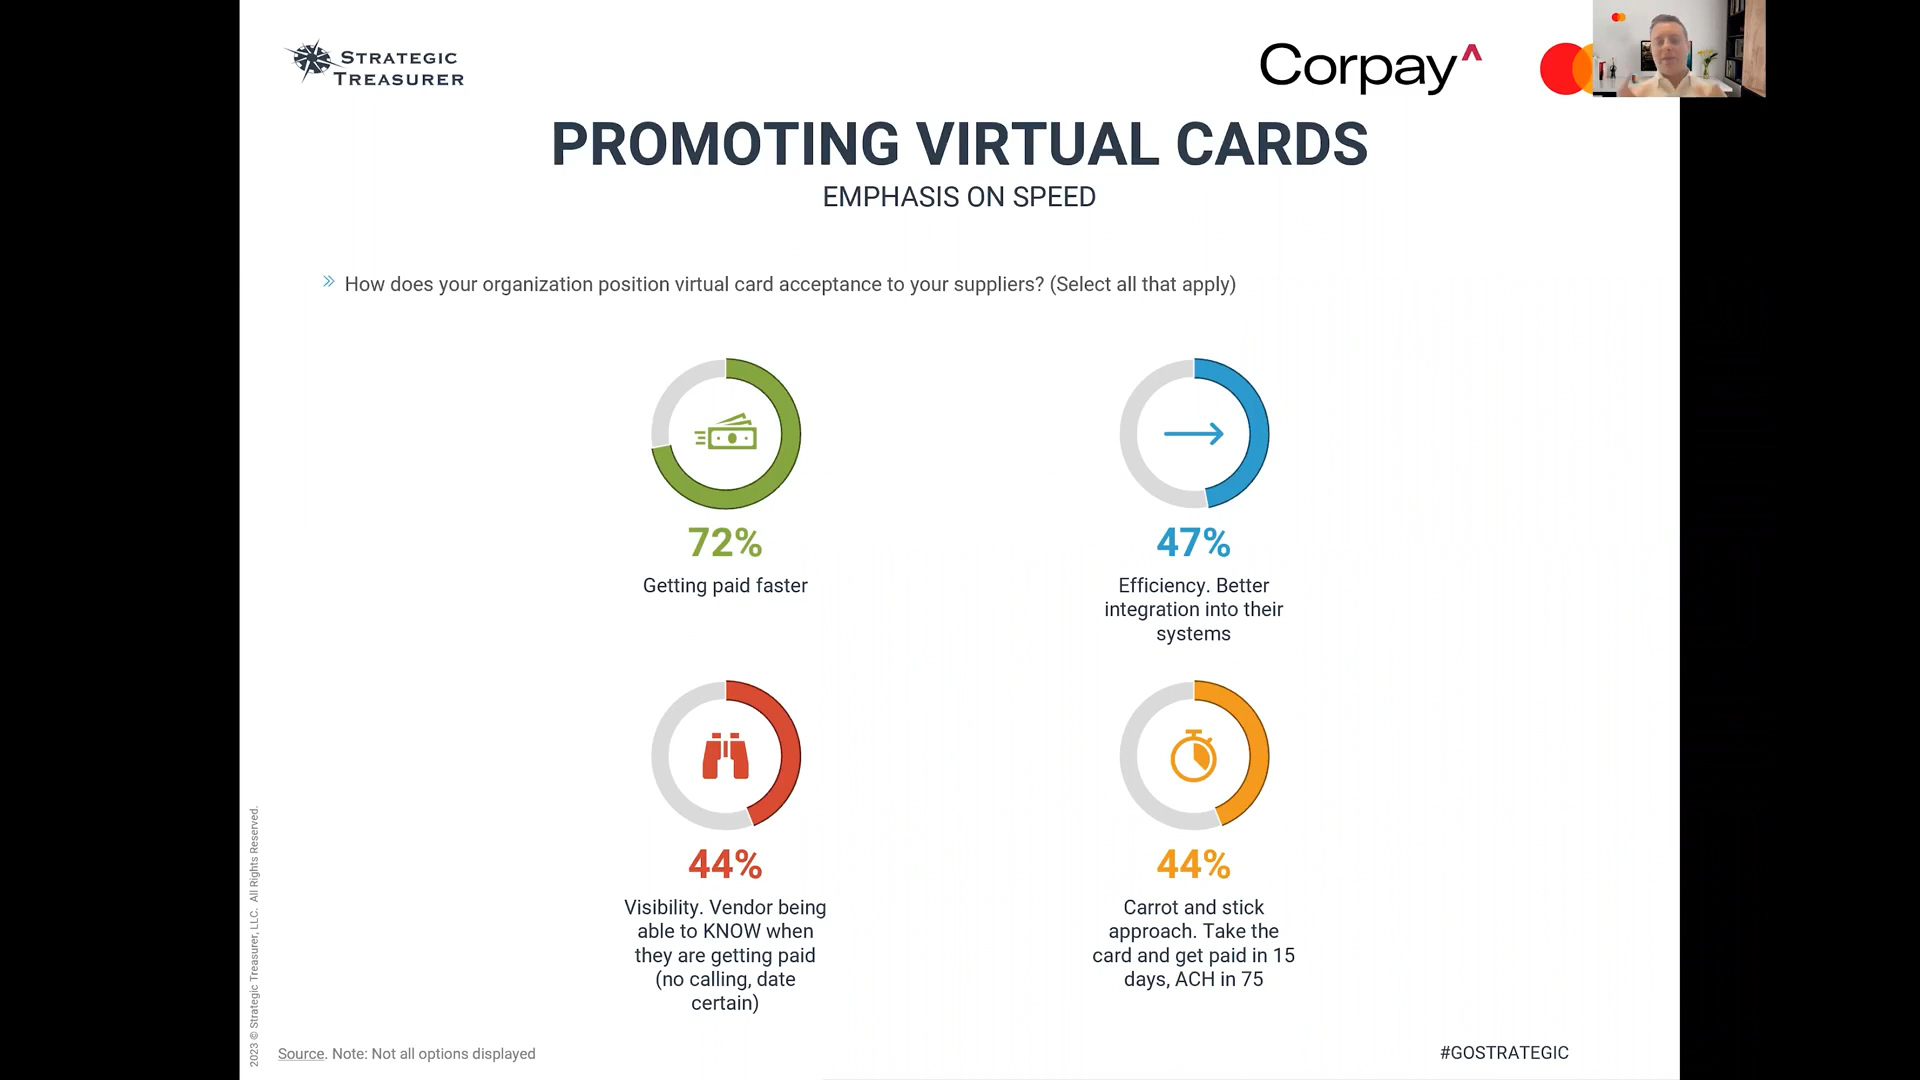 STRATEGIC
TREASURER
Corpay^
PROMOTING VIRTUAL CARDS
EMPHASIS ON SPEED
» How does your organization position virtual card acceptance to your suppliers? (Select all that apply)
72%
Getting paid faster
47%
Efficiency. Better
integration into their
systems
44%
Visibility. Vendor being
able to KNOW when
they are getting paid
(no calling, date
certain)
44%
Carrot and stick
approach. Take the
card and get paid in 15
days, ACH in 75
2023 © Strategic Treasurer, LLC. All Rights Reserved.
Source. Note: Not all options displayed
#GOSTRATEGIC